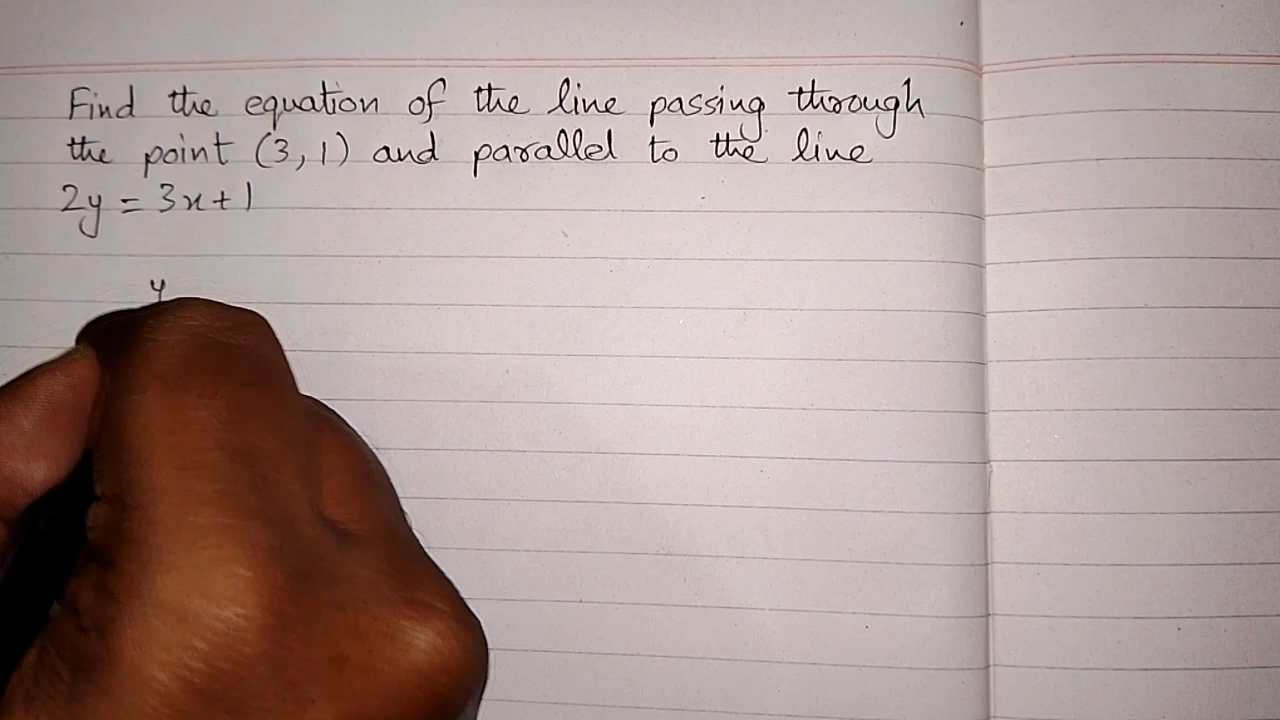 Find the equation of the line passing through
the point (3, 1) and parallel to the line
2y = 3x + 1
y